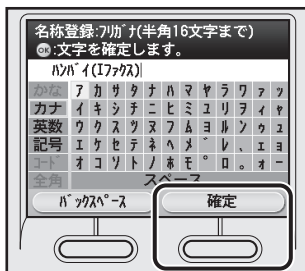 名称登録:ﾌﾘｶﾞﾅ(半角16文字まで)
OK:文字を確定します。
ﾊﾝﾊﾞｲ(Iﾌｧｸｽ)
かな ｱ ｶ ｻ ﾀ ﾅ ﾊ ﾏ ﾔ ﾗ ﾜ ｧ ｯ
カナ ｲ ｷ ｼ ﾁ ﾆ ﾋ ﾐ ﾕ ﾘ ｦ ｨ ｬ
英数 ｳ ｸ ｽ ﾂ ﾇ ﾌ ﾑ ﾖ ﾙ ﾝ ｩ ｭ
記号 ｴ ｹ ｾ ﾃ ﾈ ﾍ ﾒ ﾞ ﾚ 、 ｪ ｮ
ｺｰﾄﾞ ｵ ｺ ｿ ﾄ ﾉ ﾎ ﾓ ﾟ ﾛ 。 ｫ ｰ
全角 スペース
ﾊﾞｯｸｽﾍﾟｰｽ 確定